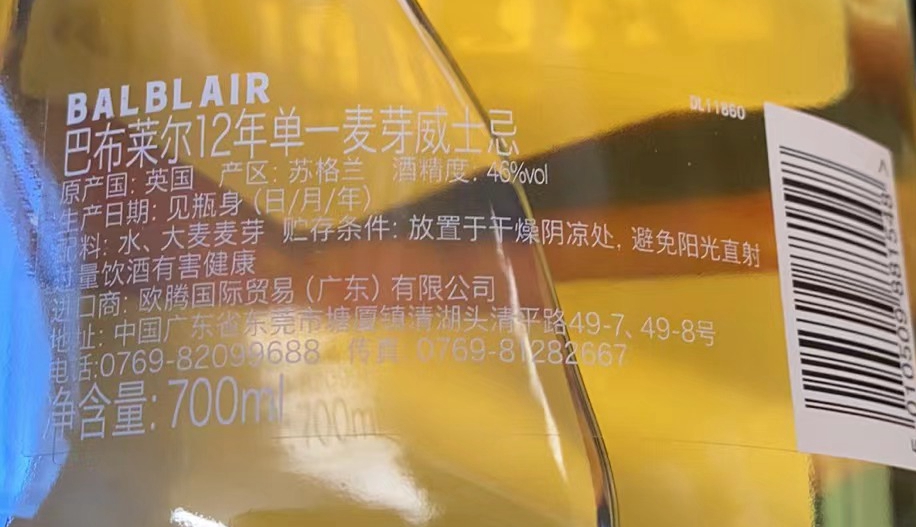 BALBLAIR
DL11860
巴布莱尔12年单一麦芽威士忌
原产国: 英国 产区: 苏格兰 酒精度: 46%vol
生产日期: 见瓶身 (日/月/年)
配料: 水、大麦麦芽 贮存条件: 放置于干燥阴凉处, 避免阳光直射
过量饮酒有害健康
进口商: 欧腾国际贸易 (广东) 有限公司
地址: 中国广东省东莞市塘厦镇清湖头清平路49-7、49-8号
电话:0769-82099688 传真 0769-81282667
净含量: 700ml